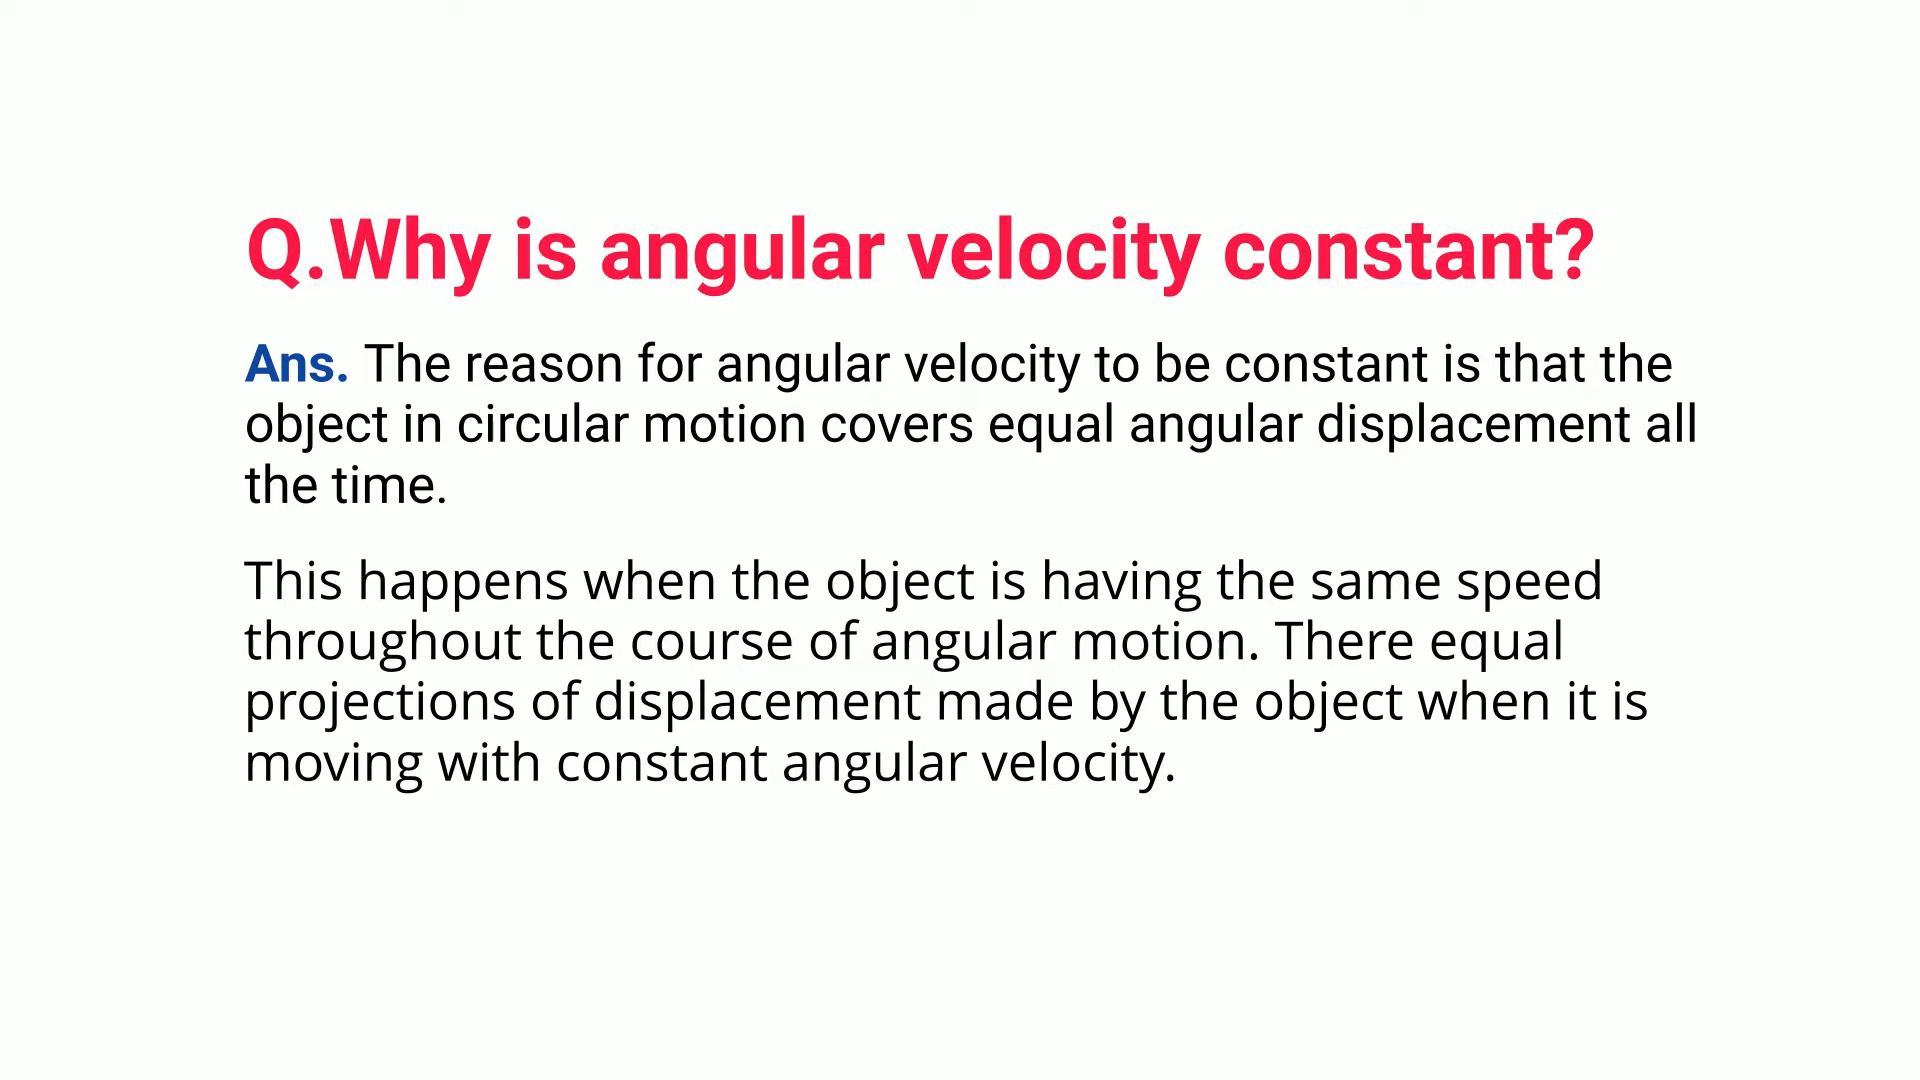 Q.Why is angular velocity constant?
Ans. The reason for angular velocity to be constant is that the
object in circular motion covers equal angular displacement all
the time.
This happens when the object is having the same speed
throughout the course of angular motion. There equal
projections of displacement made by the object when it is
moving with constant angular velocity.